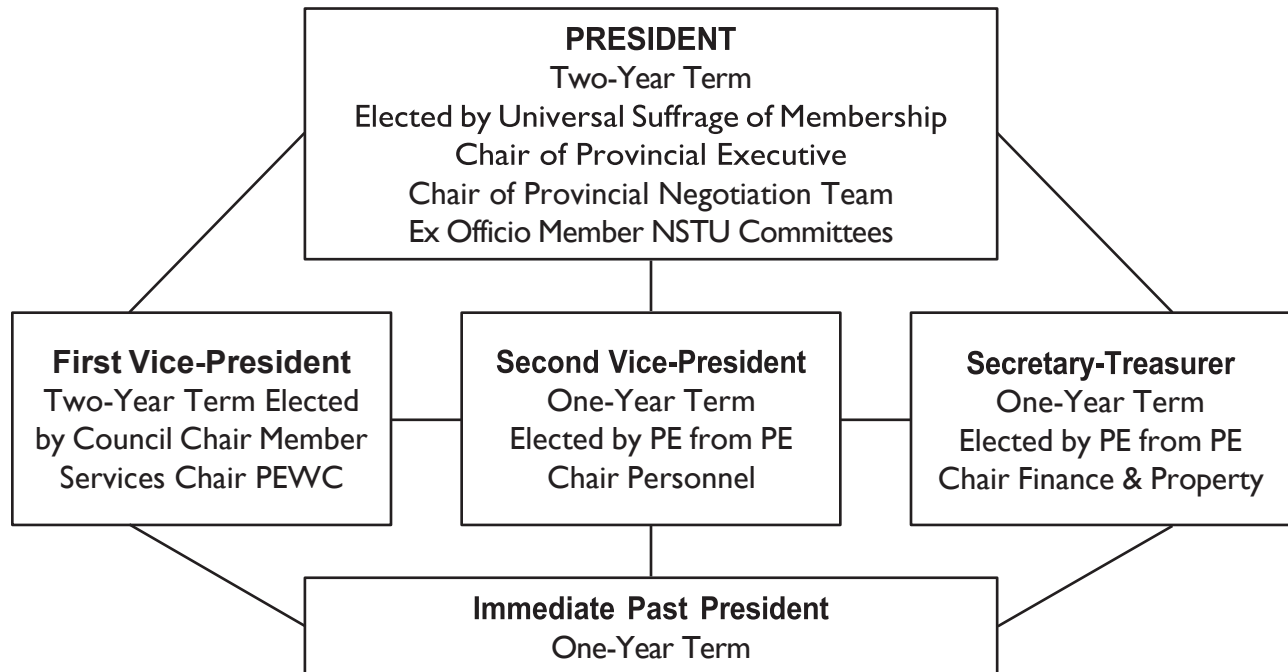 PRESIDENT
Two-Year Term
Elected by Universal Suffrage of Membership
Chair of Provincial Executive
Chair of Provincial Negotiation Team
Ex Officio Member NSTU Committees
First Vice-President
Two-Year Term Elected
by Council Chair Member
Services Chair PEWC
Second Vice-President
One-Year Term
Elected by PE from PE
Chair Personnel
Secretary-Treasurer
One-Year Term
Elected by PE from PE
Chair Finance & Property
Immediate Past President
One-Year Term